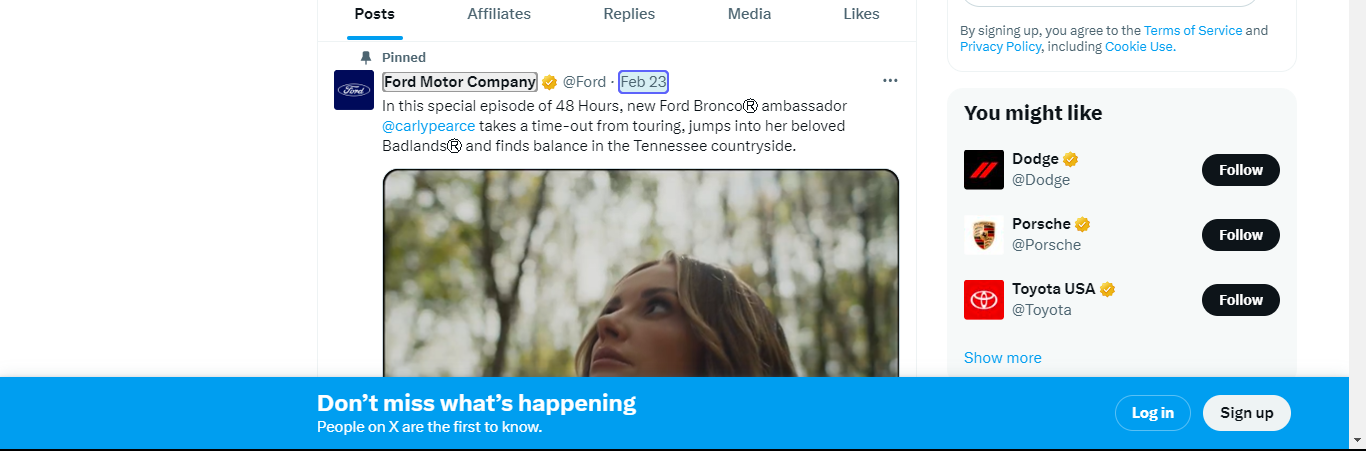 Posts Affiliates Replies Media Likes
Pinned
Ford Motor Company @Ford · Feb 23
In this special episode of 48 Hours, new Ford Bronco® ambassador
@carlypearce takes a time-out from touring, jumps into her beloved
Badlands® and finds balance in the Tennessee countryside.
Ford
By signing up, you agree to the Terms of Service and
Privacy Policy, including Cookie Use.
You might like
Dodge
@Dodge
Follow
Porsche
@Porsche
Follow
Toyota USA
@Toyota
Follow
Show more
Don’t miss what’s happening
People on X are the first to know.
Log in
Sign up